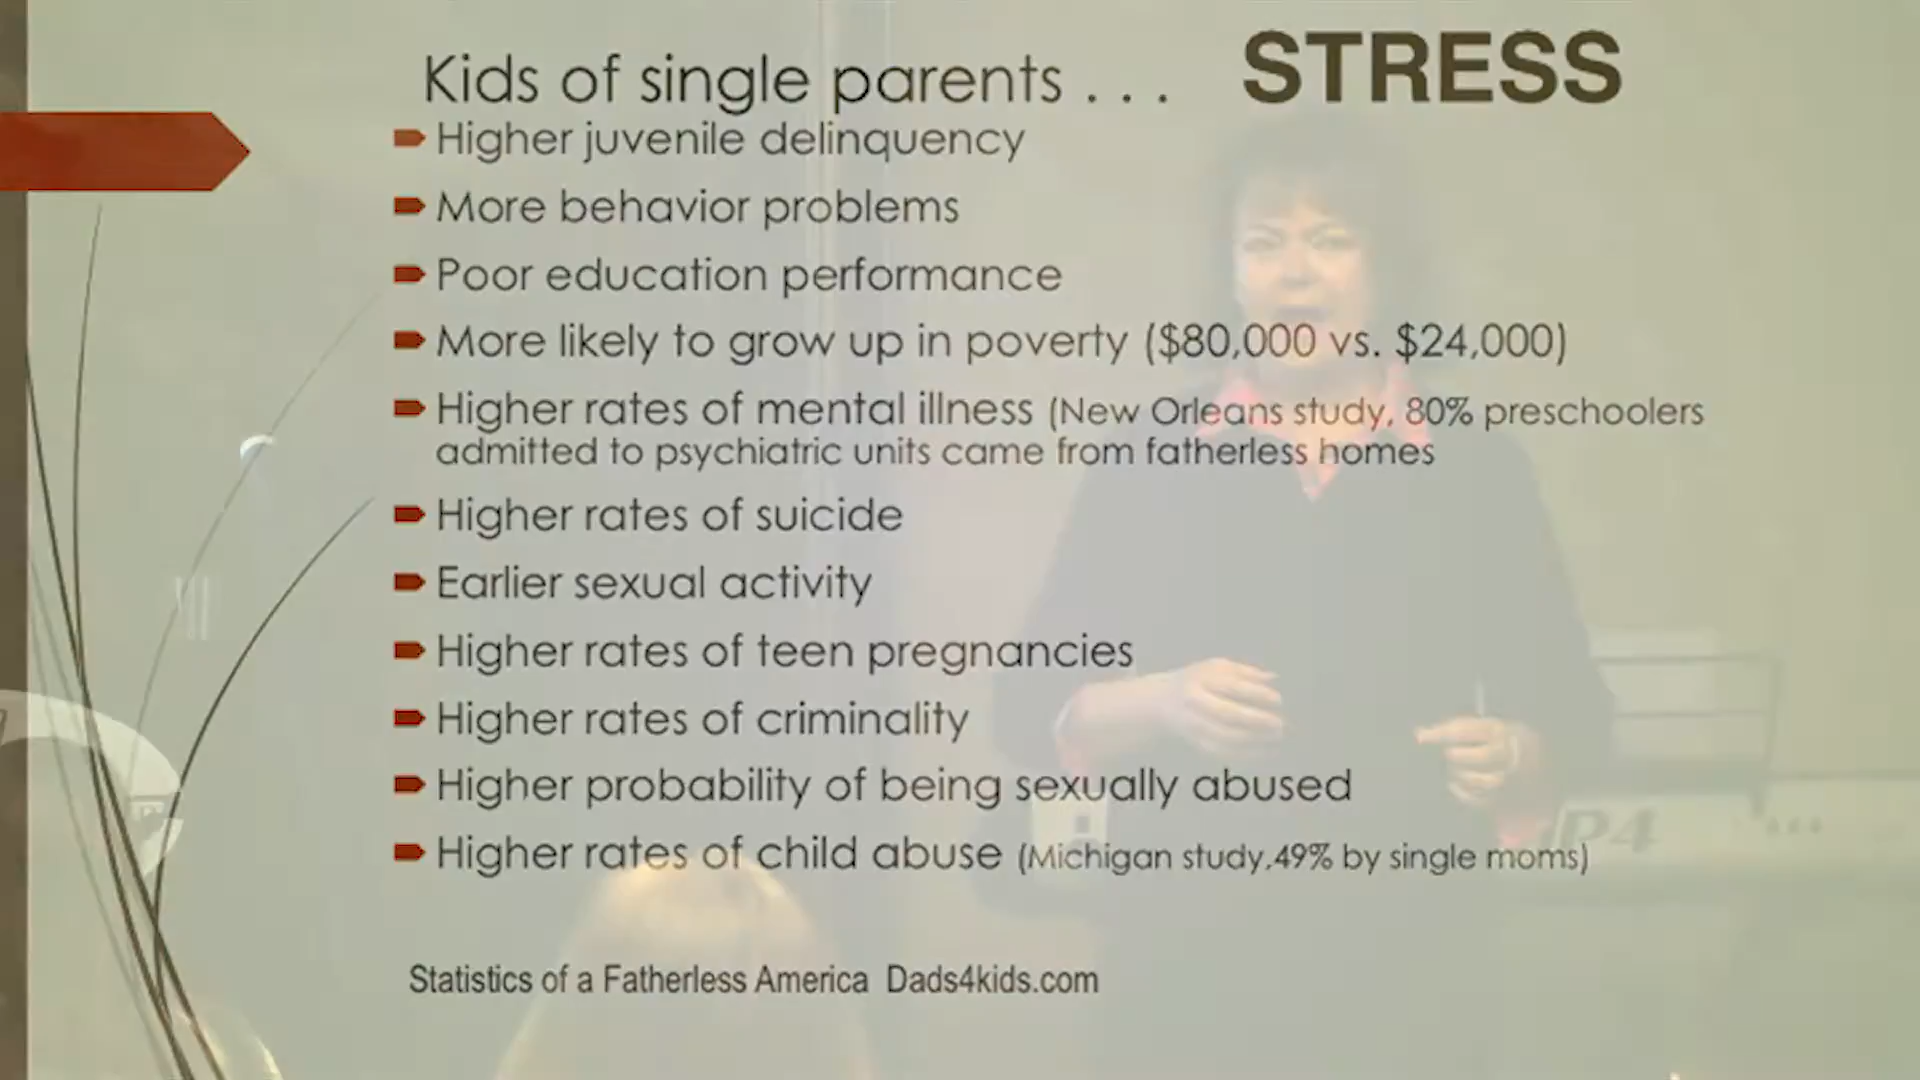 Kids of single parents . . . STRESS
Higher juvenile delinquency
More behavior problems
Poor education performance
More likely to grow up in poverty ($80,000 vs. $24,000)
Higher rates of mental illness (New Orleans study, 80% preschoolers
admitted to psychiatric units came from fatherless homes
Higher rates of suicide
Earlier sexual activity
Higher rates of teen pregnancies
Higher rates of criminality
Higher probability of being sexually abused
P4
Higher rates of child abuse (Michigan study,49% by single moms)
Statistics of a Fatherless America Dads4kids.com